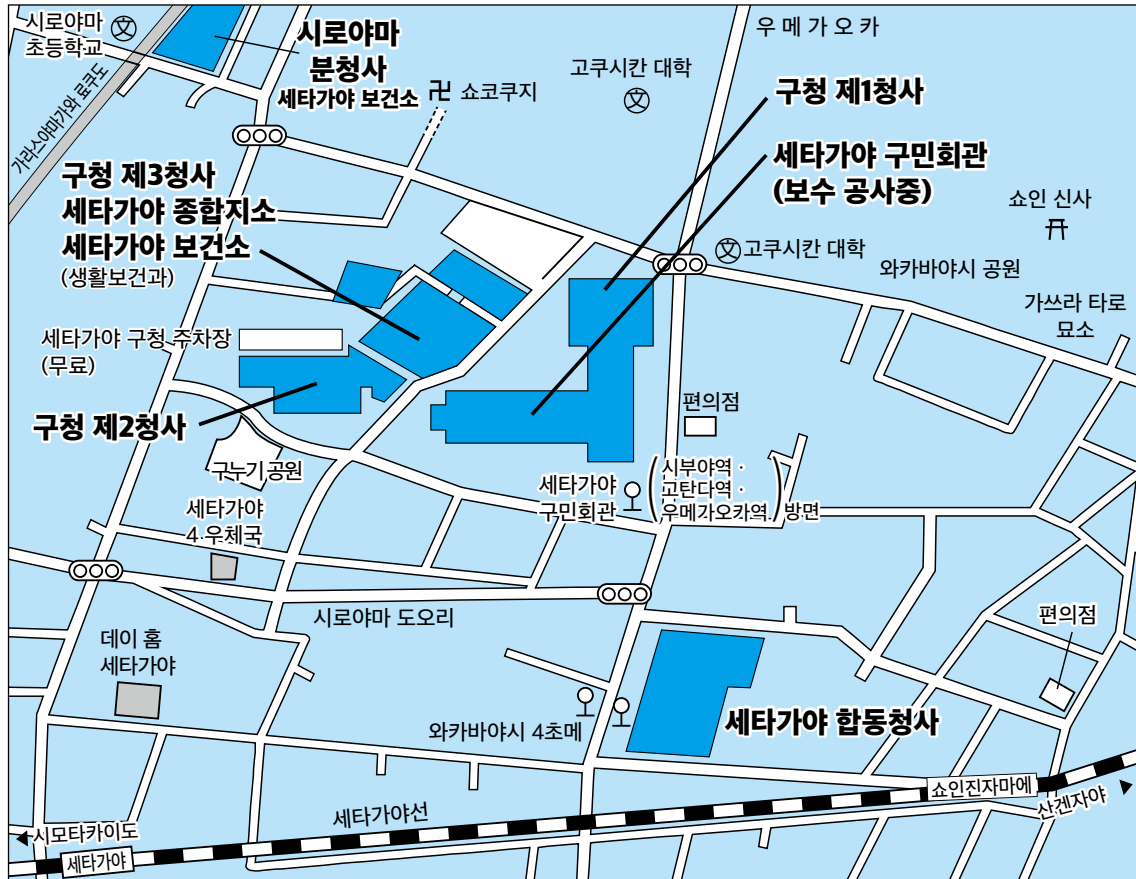 시로야마
초등학교
文
시로야마
분청사
세타가야 보건소
가라스야마가와 료쿠도
卍 쇼코쿠지
우메가오카
고쿠시칸 대학
文
구청 제1청사
세타가야 구민회관
(보수 공사중)
쇼인 신사
구청 제3청사
세타가야 종합지소
세타가야 보건소
(생활보건과)
文 고쿠시칸 대학
와카바야시 공원
가쓰라 타로
묘소
세타가야 구청 주차장
(무료)
구청 제2청사
구누기 공원
편의점
세타가야
구민회관
(시부야역 ·
고탄다역 ·
우메가오카역) 방면
세타가야
4 우체국
시로야마 도오리
데이 홈
세타가야
편의점
와카바야시 4초메
세타가야 합동청사
쇼인진자마에
산겐자야
세타가야선
시모타카이도
세타가야